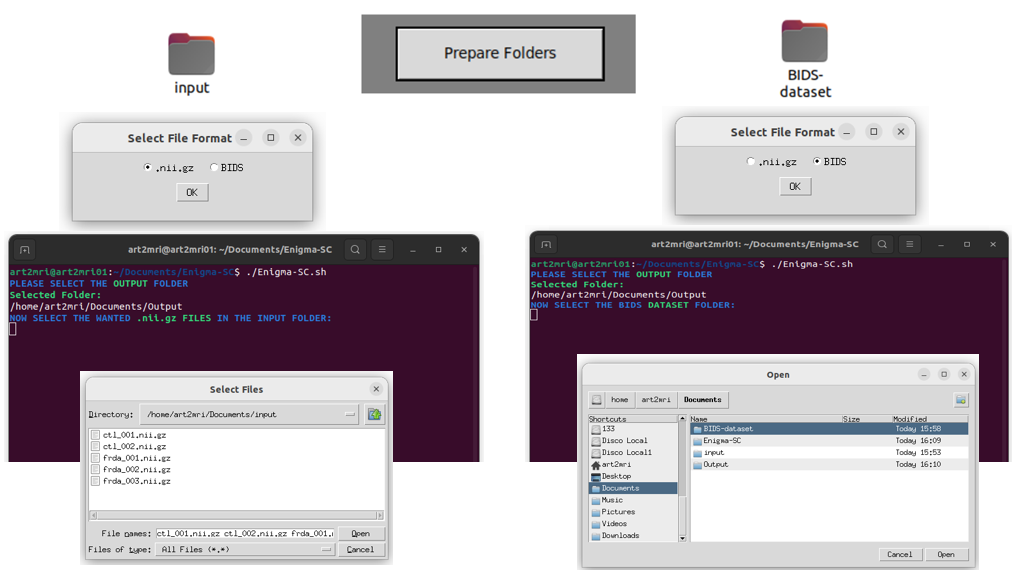 Prepare Folders
input
BIDS-
dataset
Select File Format
.nii.gz BIDS
OK
Select File Format
.nii.gz BIDS
OK
art2mri@art2mri01: ~/Documents/Enigma-SC
art2mri@art2mri01:~/Documents/Enigma-SC$ ./Enigma-SC.sh
PLEASE SELECT THE OUTPUT FOLDER
Selected Folder:
/home/art2mri/Documents/Output
NOW SELECT THE WANTED .nii.gz FILES IN THE INPUT FOLDER:
Select Files
Directory: /home/art2mri/Documents/input
ctl_001.nii.gz
ctl_002.nii.gz
frda_001.nii.gz
frda_002.nii.gz
frda_003.nii.gz
File names: ctl_001.nii.gz ctl_002.nii.gz frda_001.r Open
Files of type: All Files (*.*) Cancel
art2mri@art2mri01: ~/Documents/Enigma-SC
art2mri@art2mri01:~/Documents/Enigma-SC$ ./Enigma-SC.sh
PLEASE SELECT THE OUTPUT FOLDER
Selected Folder:
/home/art2mri/Documents/Output
NOW SELECT THE BIDS DATASET FOLDER:
Open
home art2mri Documents
Shortcuts
133
Disco Local
Disco Local1
art2mri
Desktop
Documents
Music
Pictures
Videos
Downloads
Name Size Modified
BIDS-dataset Today 15:58
Enigma-SC Today 16:09
input Today 15:53
Output Today 16:10
Cancel Open